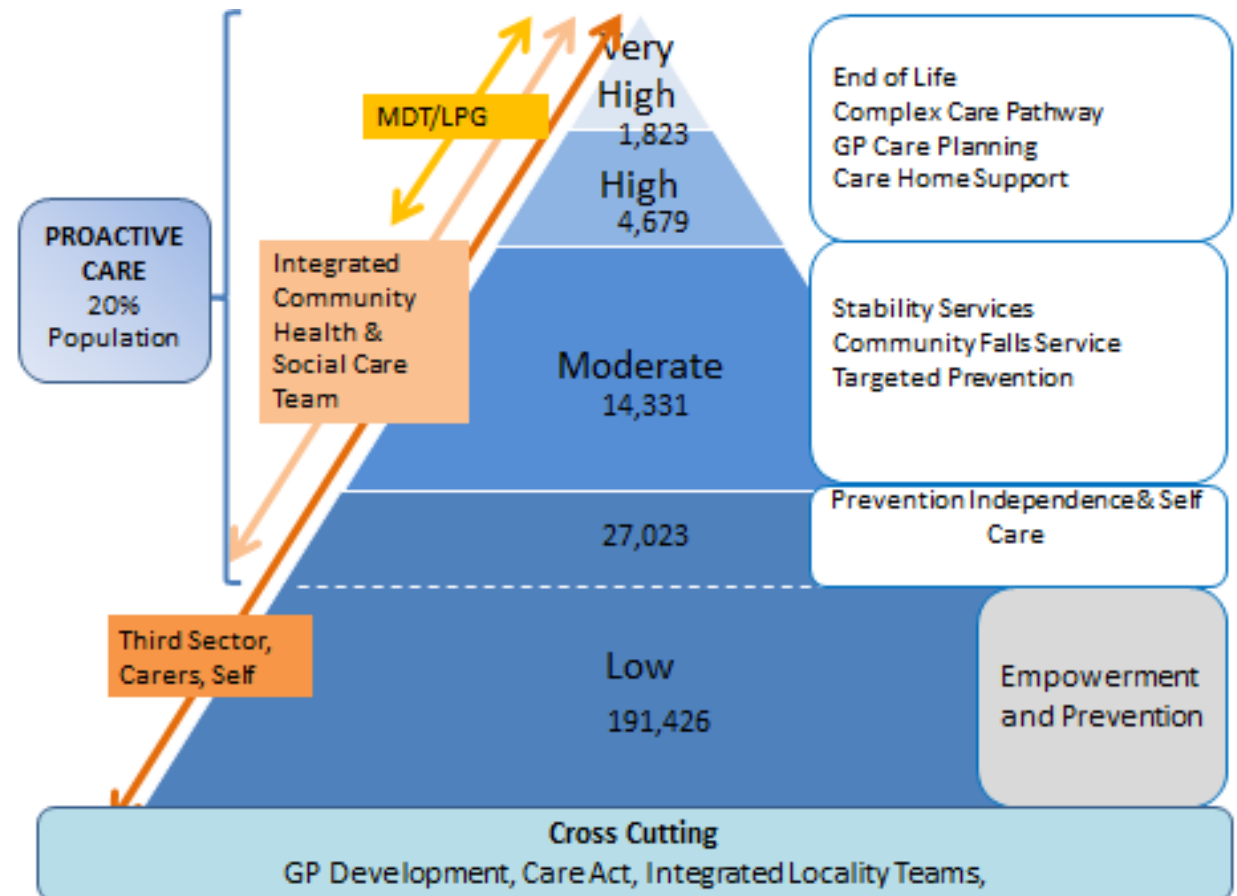 Very
High
1,823
High
4,679
Moderate
14,331
27,023
Low
191,426
MDT/LPG
Integrated
Community
Health &
Social Care
Team
PROACTIVE
CARE
20%
Population
Third Sector,
Carers, Self
End of Life
Complex Care Pathway
GP Care Planning
Care Home Support
Stability Services
Community Falls Service
Targeted Prevention
Prevention Independence & Self
Care
Empowerment
and Prevention
Cross Cutting
GP Development, Care Act, Integrated Locality Teams,